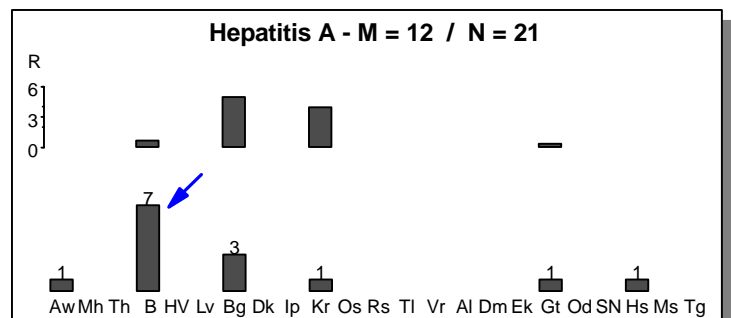 Hepatitis A - M = 12 / N = 21
R
6
3
0
7
3
1 1 1 1
Aw Mh Th B HV Lv Bg Dk Ip Kr Os Rs Tl Vr Al Dm Ek Gt Od SN Hs Ms Tg